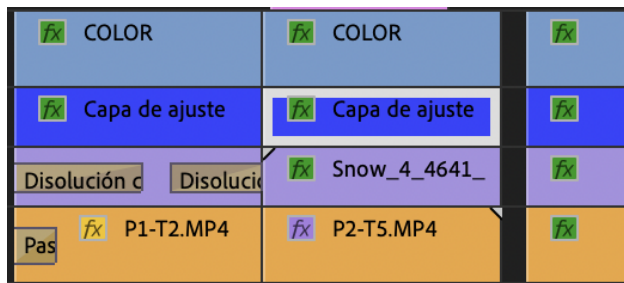 fx COLOR fx COLOR fx
fx Capa de ajuste fx Capa de ajuste fx
Disolución c Disolucio fx Snow_4_4641_ fx
Pas fx P1-T2.MP4 fx P2-T5.MP4 fx